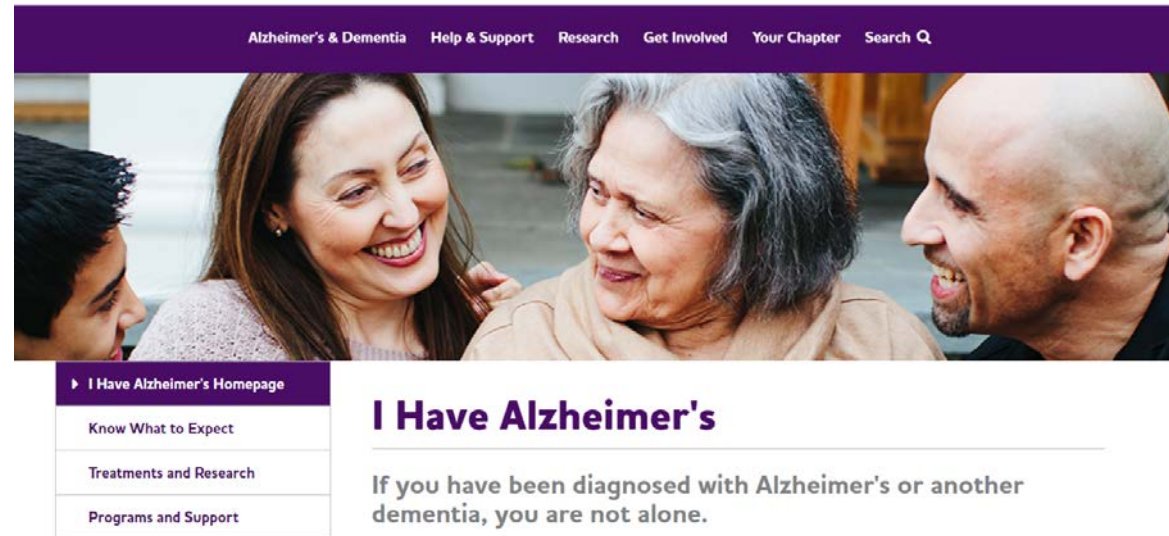 Alzheimer's & Dementia Help & Support Research Get Involved Your Chapter Search
I Have Alzheimer's Homepage
Know What to Expect
Treatments and Research
Programs and Support
I Have Alzheimer's
If you have been diagnosed with Alzheimer's or another
dementia, you are not alone.